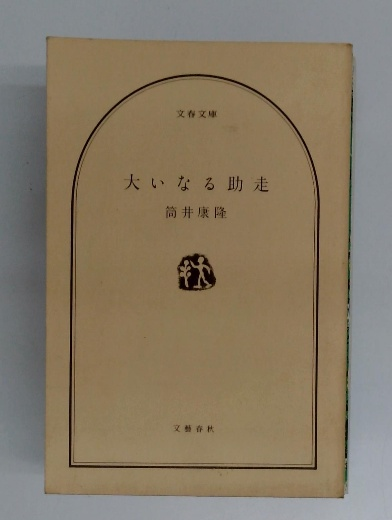 文春文庫
大いなる助走
筒井康隆
文藝春秋